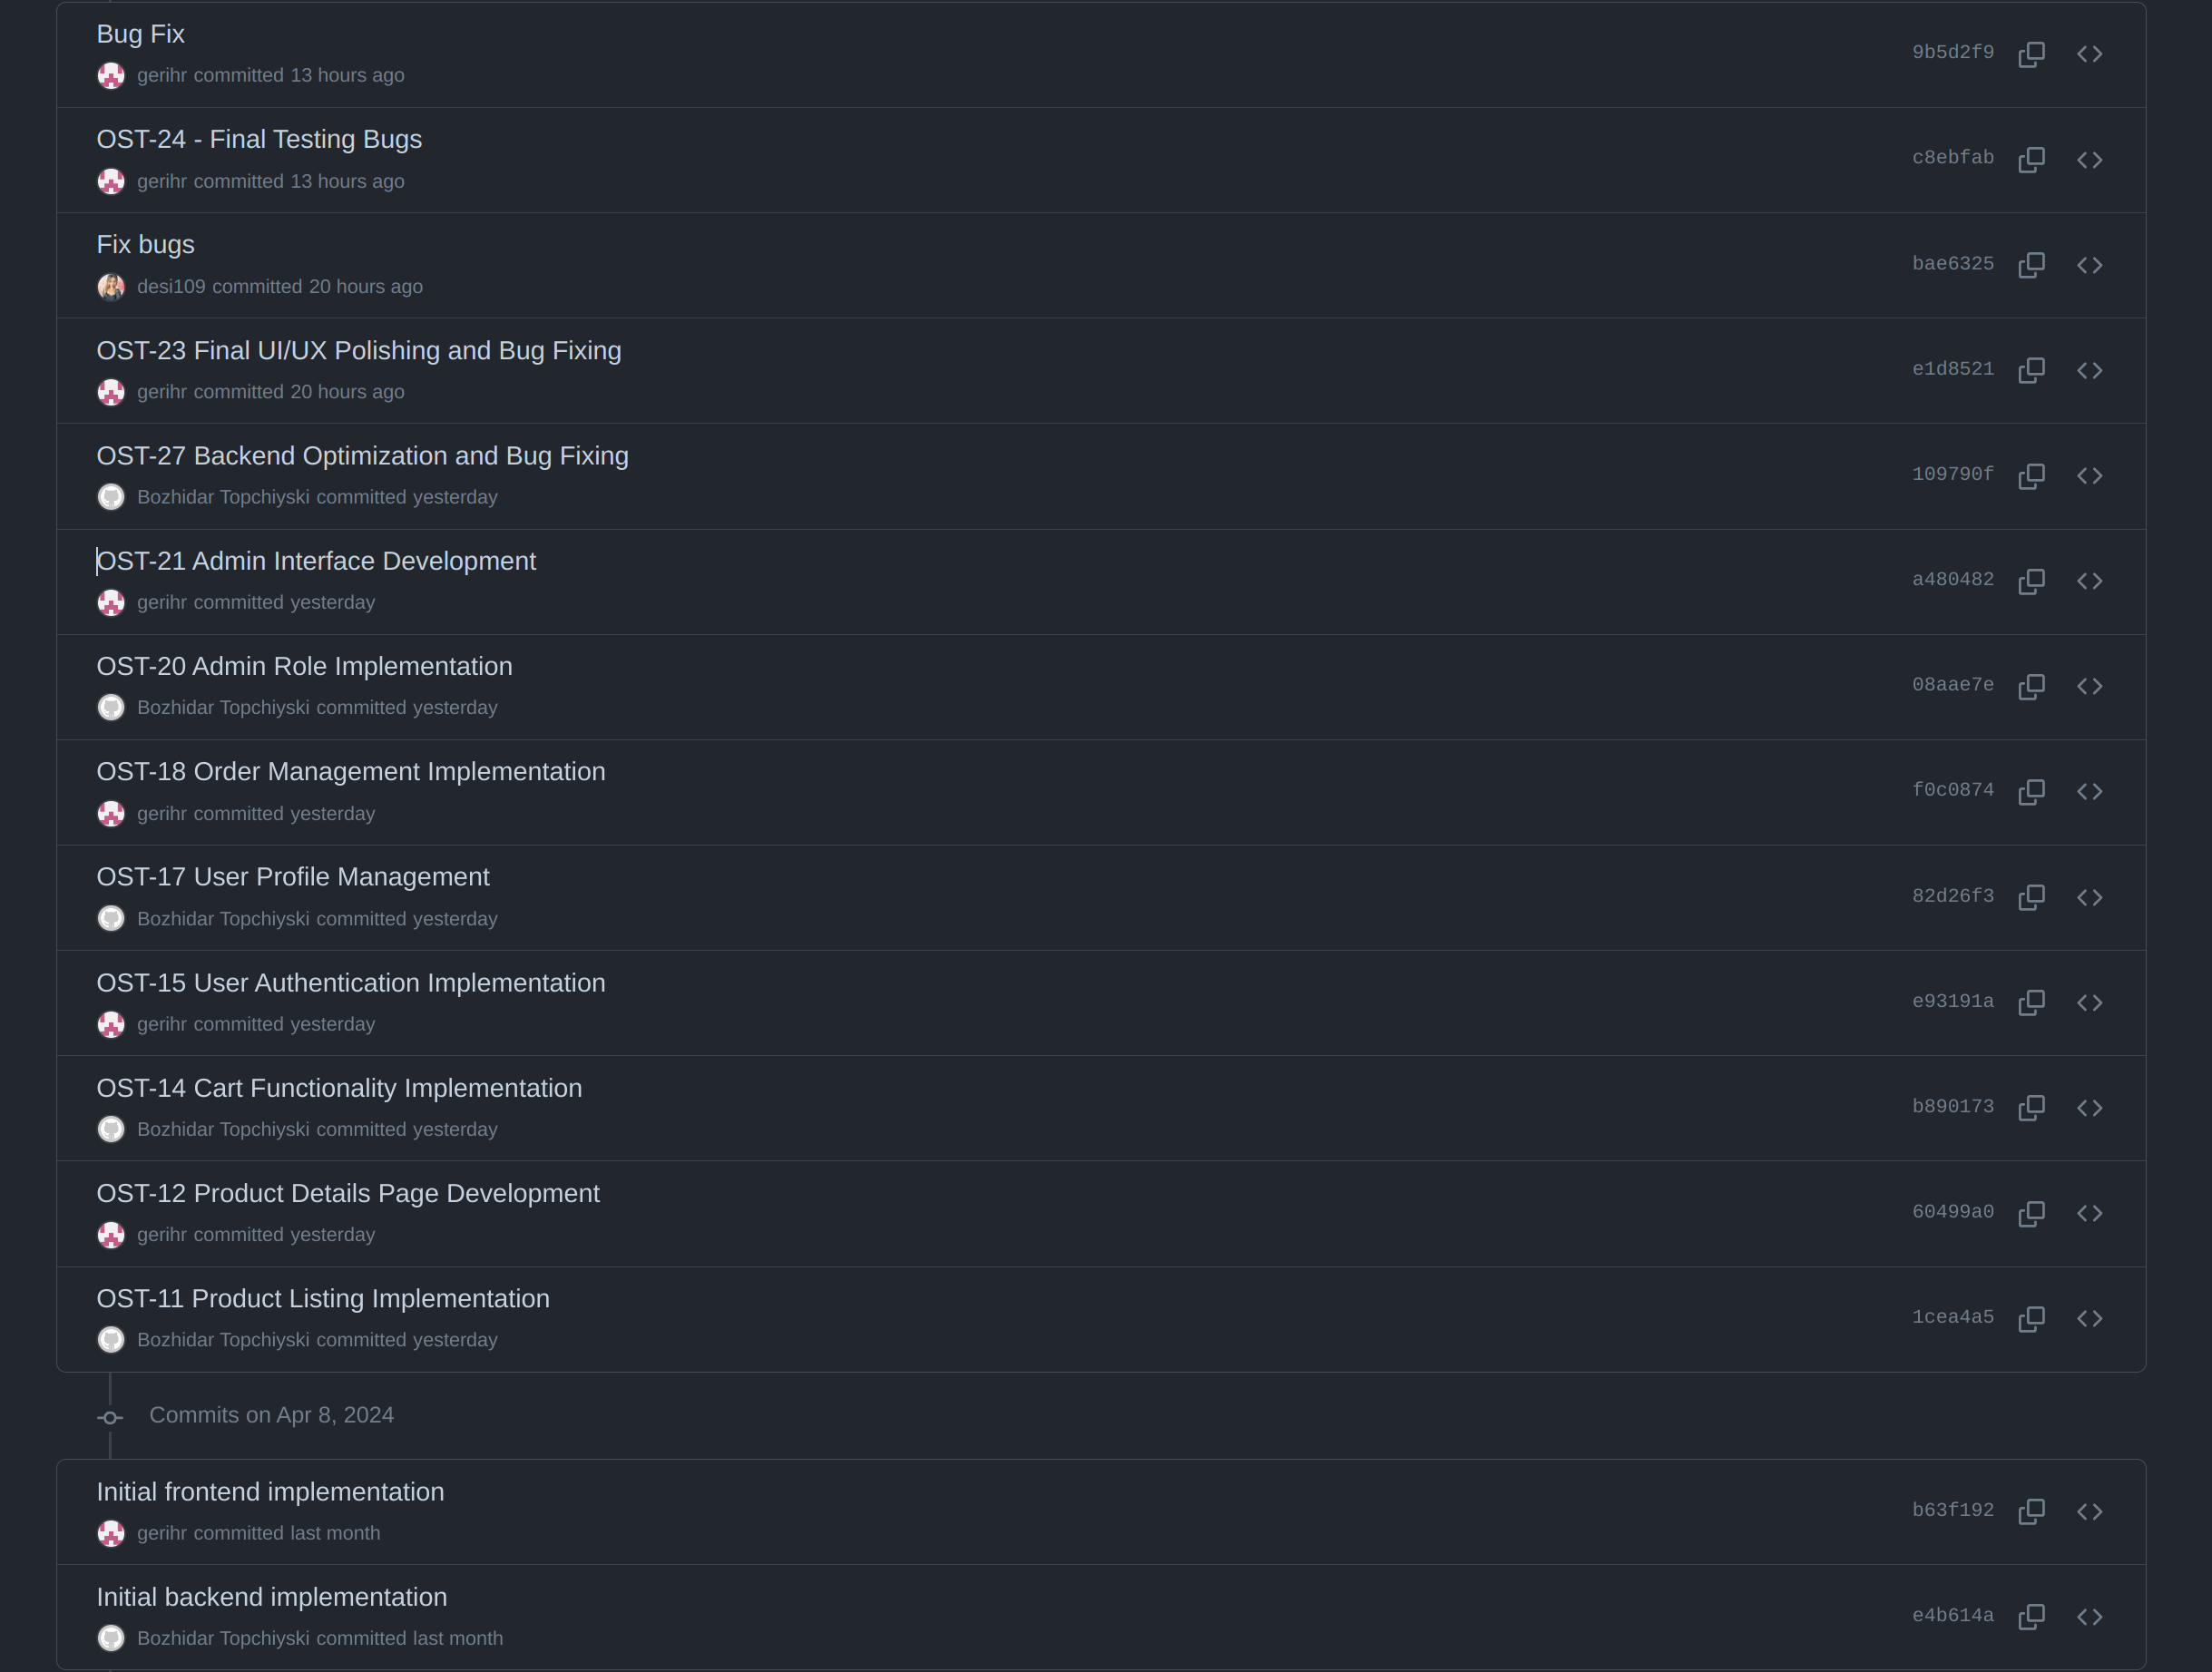 Bug Fix
gerihr committed 13 hours ago
9b5d2f9
OST-24 - Final Testing Bugs
gerihr committed 13 hours ago
c8ebfab
Fix bugs
desi109 committed 20 hours ago
bae6325
OST-23 Final UI/UX Polishing and Bug Fixing
gerihr committed 20 hours ago
e1d8521
OST-27 Backend Optimization and Bug Fixing
Bozhidar Topchiyski committed yesterday
109790f
OST-21 Admin Interface Development
gerihr committed yesterday
a480482
OST-20 Admin Role Implementation
Bozhidar Topchiyski committed yesterday
08aae7e
OST-18 Order Management Implementation
gerihr committed yesterday
f0c0874
OST-17 User Profile Management
Bozhidar Topchiyski committed yesterday
82d26f3
OST-15 User Authentication Implementation
gerihr committed yesterday
e93191a
OST-14 Cart Functionality Implementation
Bozhidar Topchiyski committed yesterday
b890173
OST-12 Product Details Page Development
gerihr committed yesterday
60499a0
OST-11 Product Listing Implementation
Bozhidar Topchiyski committed yesterday
1cea4a5
Commits on Apr 8, 2024
Initial frontend implementation
gerihr committed last month
b63f192
Initial backend implementation
Bozhidar Topchiyski committed last month
e4b614a